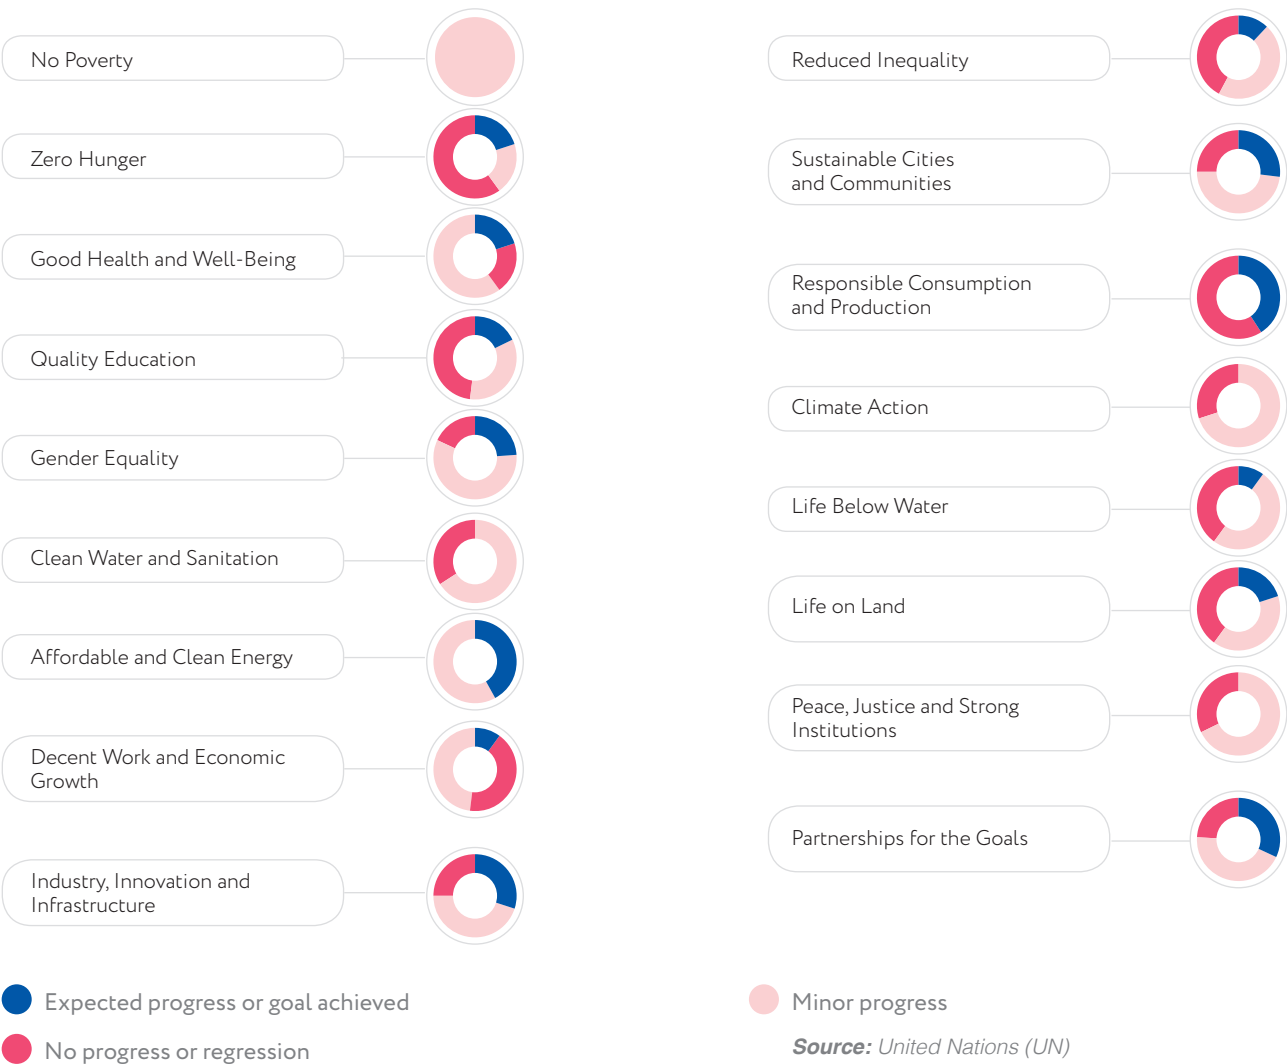 No Poverty
Zero Hunger
Good Health and Well-Being
Quality Education
Gender Equality
Clean Water and Sanitation
Affordable and Clean Energy
Decent Work and Economic
Growth
Industry, Innovation and
Infrastructure
Reduced Inequality
Sustainable Cities
and Communities
Responsible Consumption
and Production
Climate Action
Life Below Water
Life on Land
Peace, Justice and Strong
Institutions
Partnerships for the Goals
Expected progress or goal achieved
No progress or regression
Minor progress
Source: United Nations (UN)